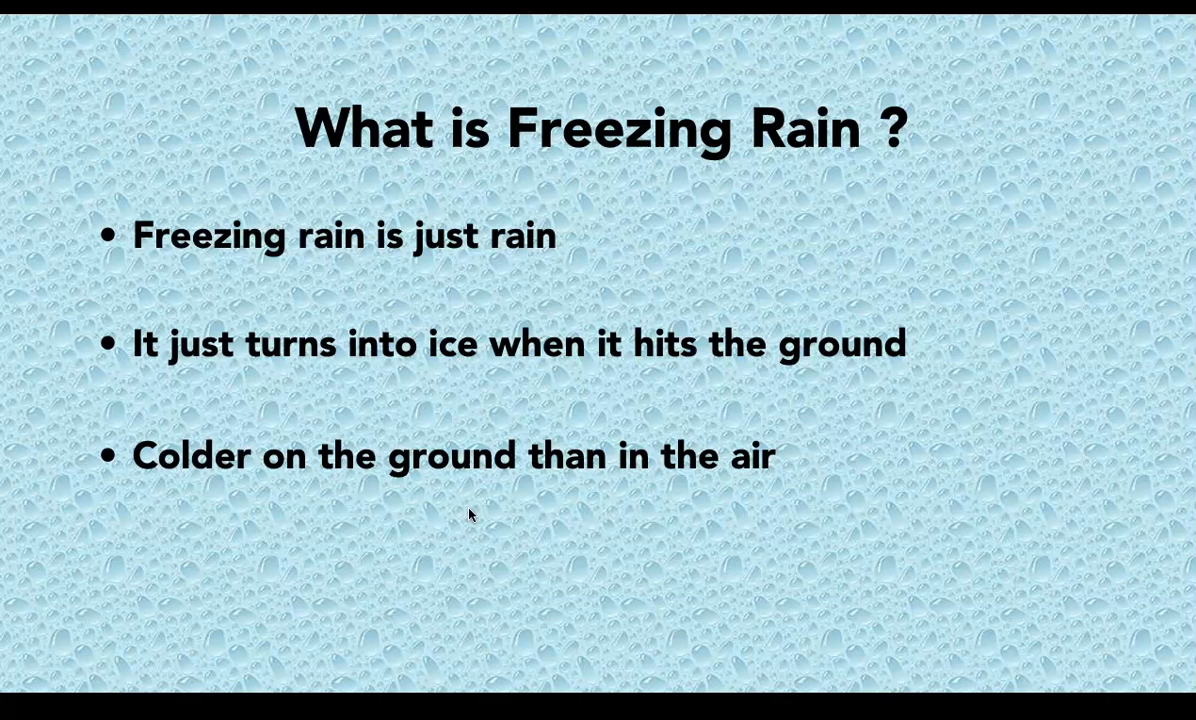 What is Freezing Rain ?
• Freezing rain is just rain
• It just turns into ice when it hits the ground
• Colder on the ground than in the air